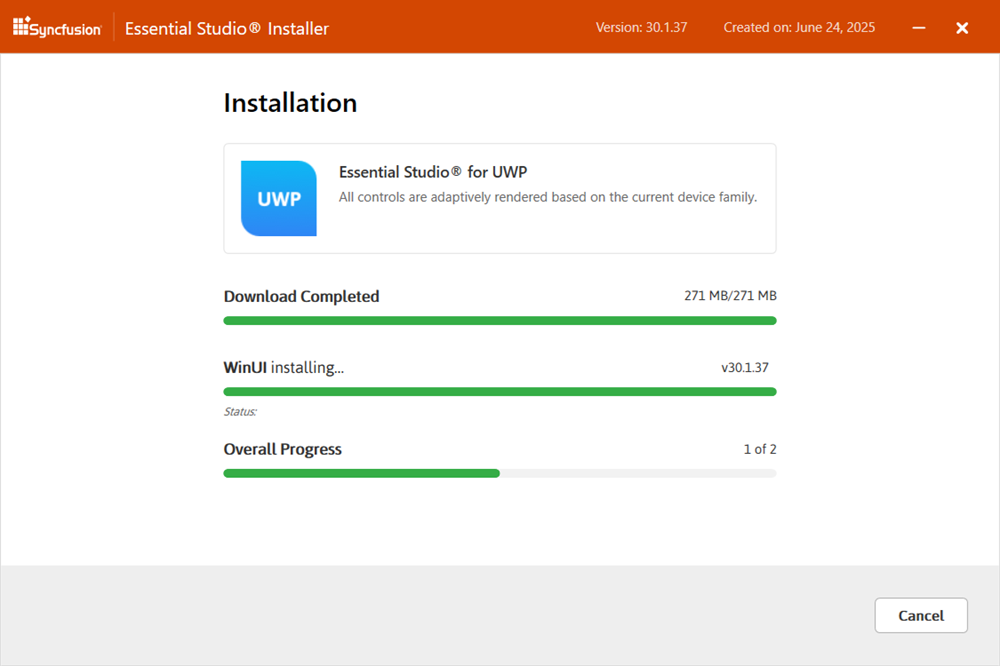 Syncfusion Essential Studio® Installer Version: 30.1.37 Created on: June 24, 2025
Installation
UWP
Essential Studio® for UWP
All controls are adaptively rendered based on the current device family.
Download Completed 271 MB/271 MB
WinUI installing... v30.1.37
Status:
Overall Progress 1 of 2
Cancel